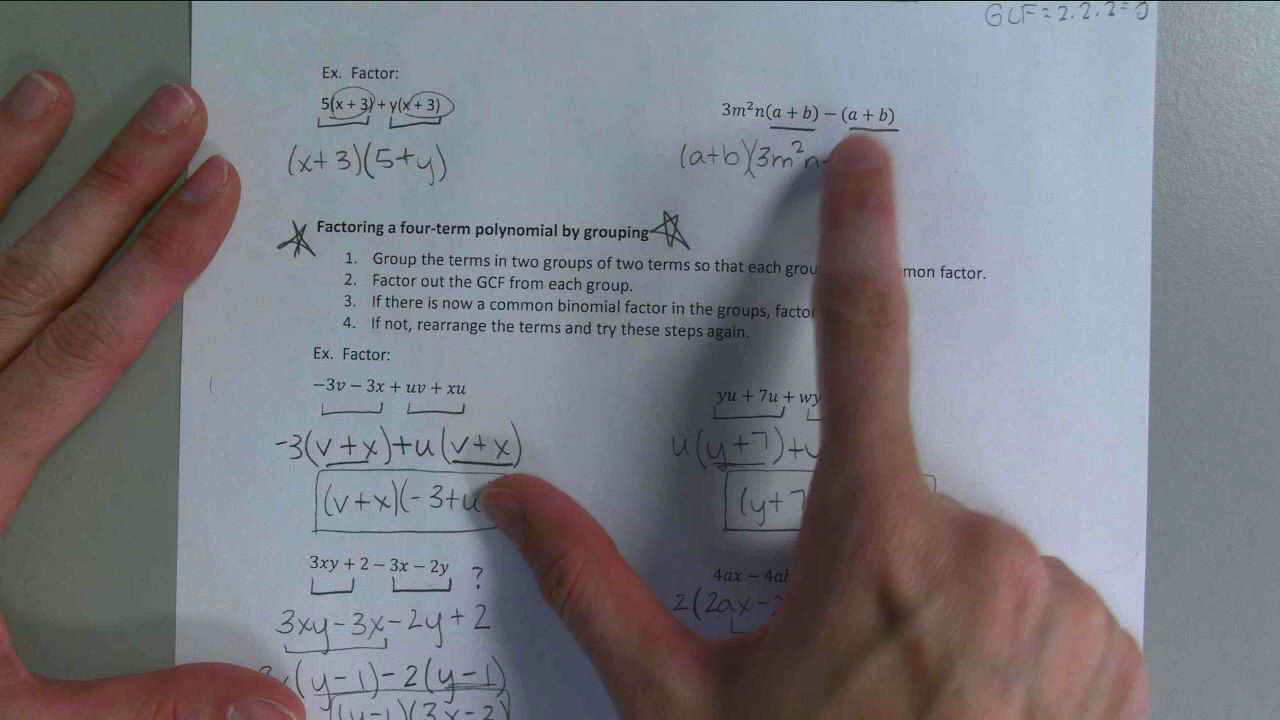 GCF = 2.2.2=
Ex. Factor:
5(x + 3) + y(x + 3)
3m²n(a + b) − (a + b)
(x+3)(5+y)
(a+b)(3m²n
Factoring a four-term polynomial by grouping
1. Group the terms in two groups of two terms so that each mon factor.
2. Factor out the GCF from each group.
3. If there is now a common binomial factor in the groups, factor
4. If not, rearrange the terms and try these steps again.
Ex. Factor:
−3v − 3x + uv + xu
yu + 7u + wy
-3(v+x)+u(v+x)
u(y+7)+
(v+x)(-3+u
(y+7
3xy + 2 − 3x − 2y ?
4ax − 4a
2(2ax-
3xy-3x-2y+2
(y-1)-2(y-1)
(y-1)(3x-2)